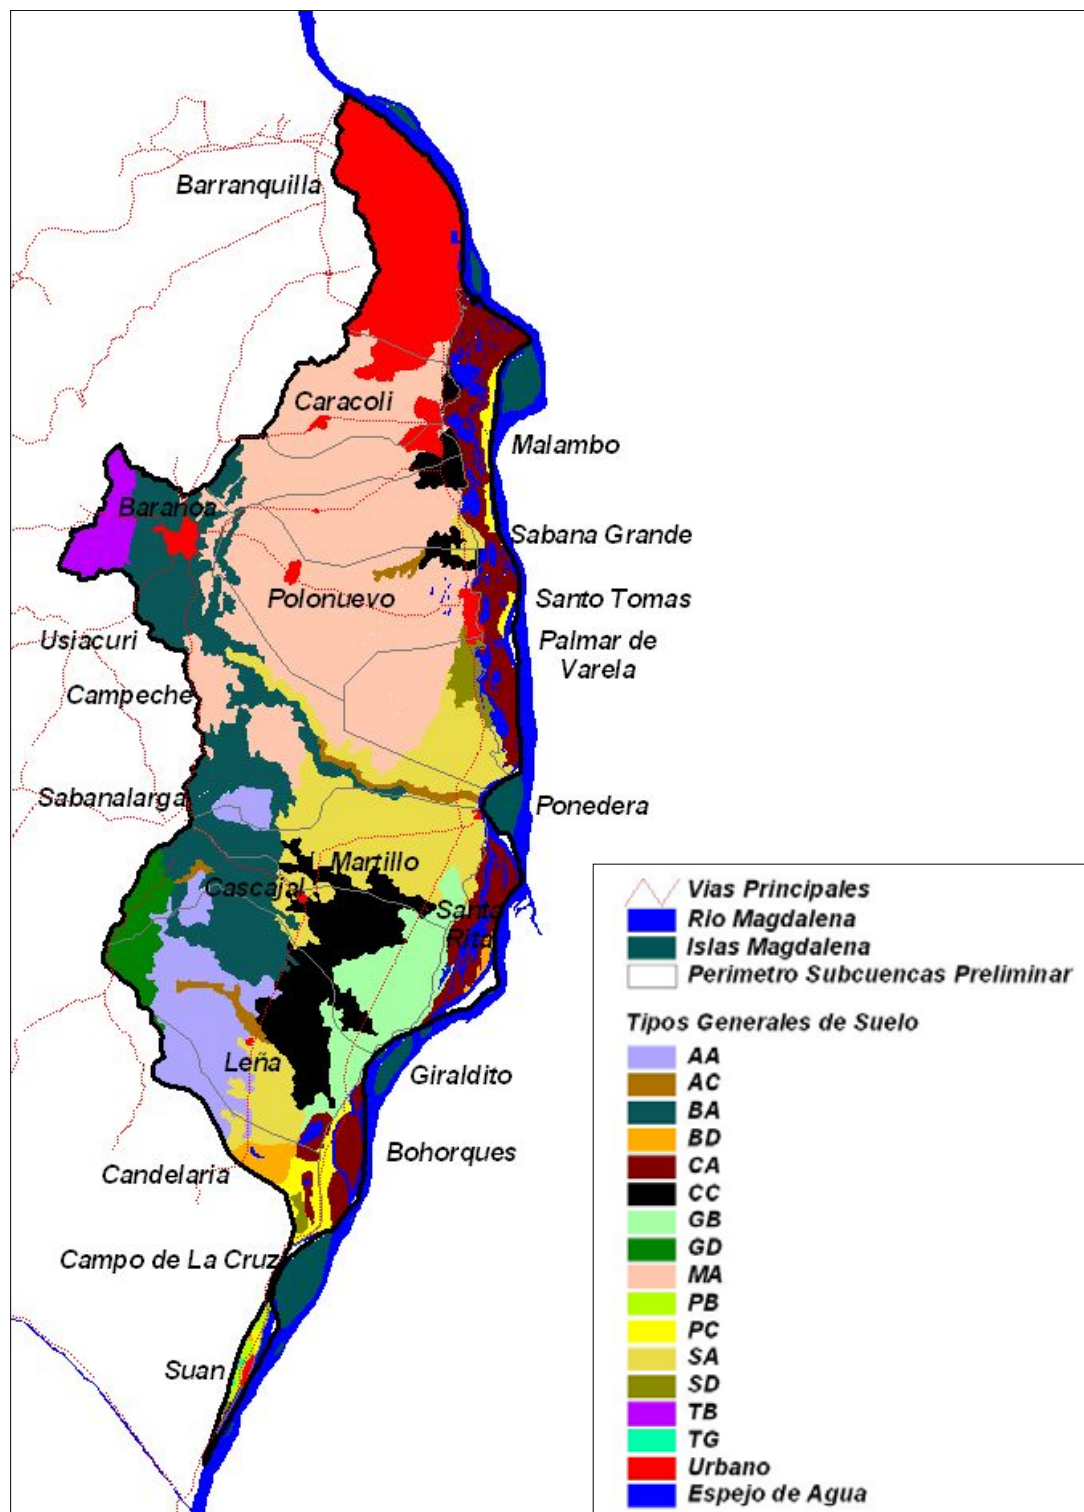 Barranquilla
Caracoli
Malambo
Baranoa
Sabana Grande
Polonuevo
Santo Tomas
Usiacuri
Palmar de
Varela
Campeche
Sabanalarga
Ponedera
Martillo
Cascajal
Santa
Rita
Leña
Giraldito
Bohorques
Candelaria
Campo de La Cruz
Suan
Vias Principales
Rio Magdalena
Islas Magdalena
Perimetro Subcuencas Preliminar
Tipos Generales de Suelo
AA
AC
BA
BD
CA
CC
GB
GD
MA
PB
PC
SA
SD
TB
TG
Urbano
Espejo de Agua